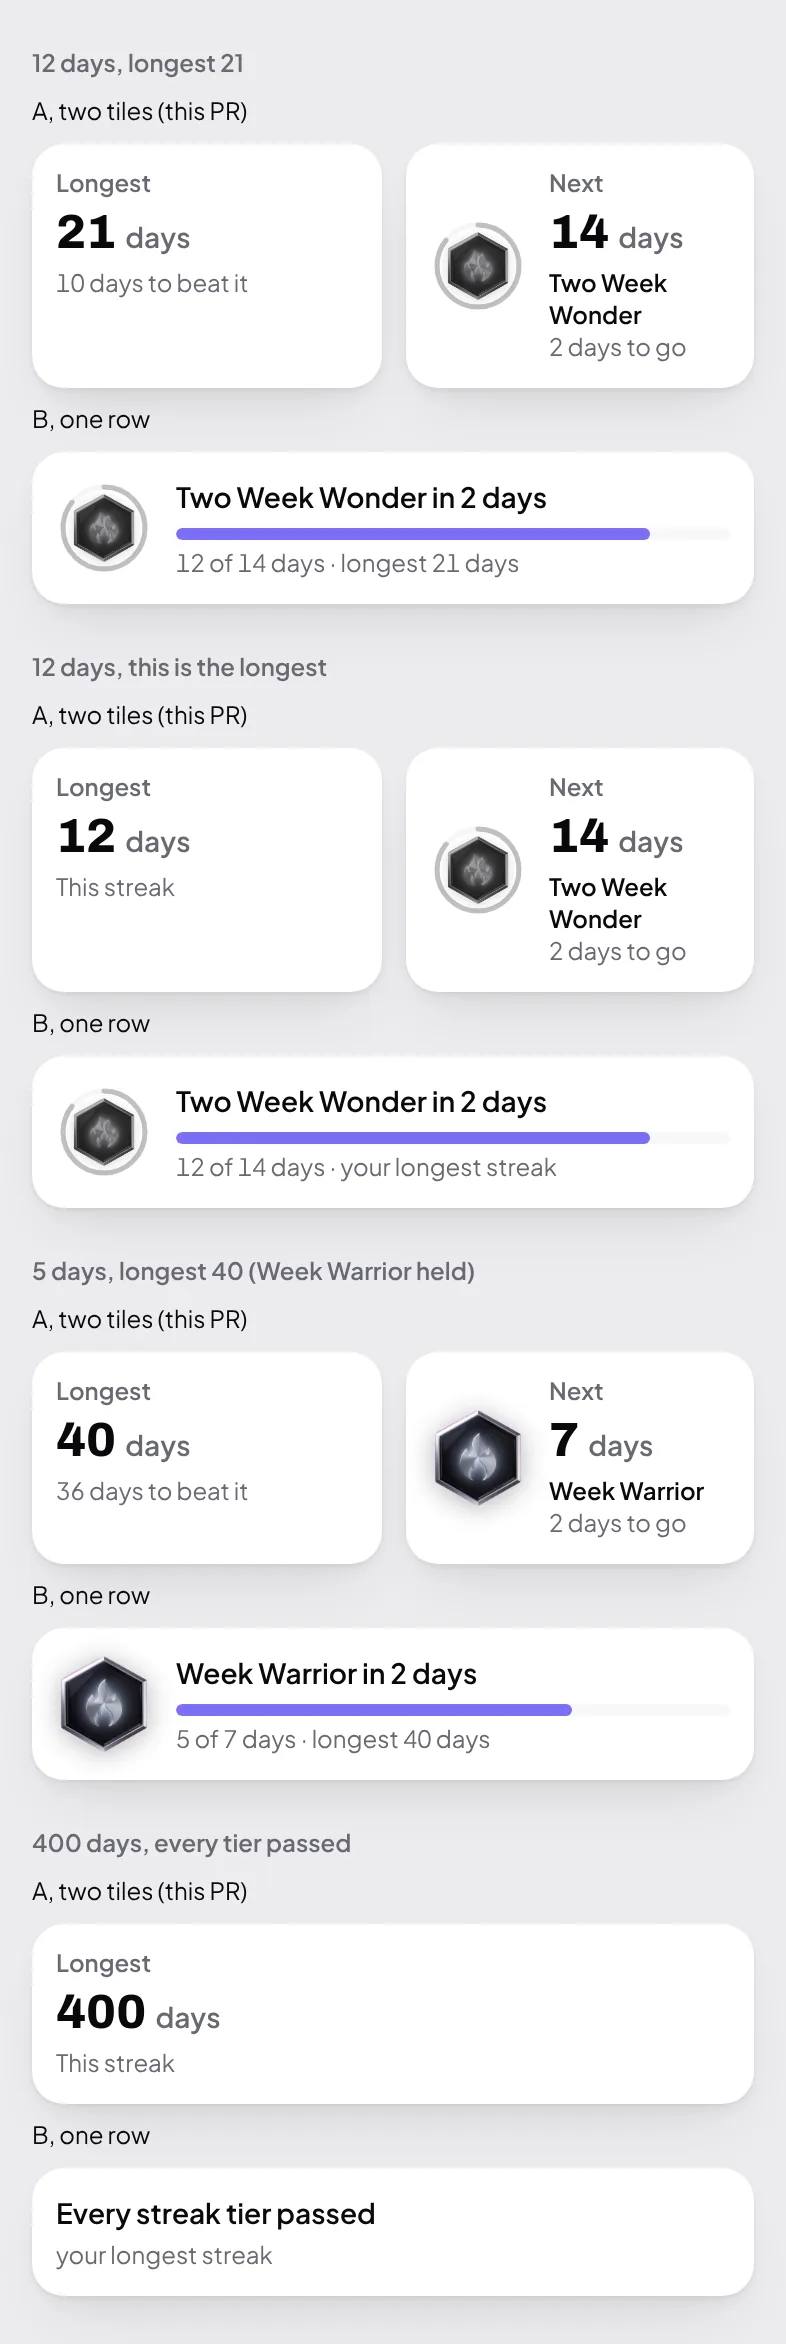 12 days, longest 21
A, two tiles (this PR)
Longest
21 days
10 days to beat it
Next
14 days
Two Week
Wonder
2 days to go
B, one row
Two Week Wonder in 2 days
12 of 14 days · longest 21 days
12 days, this is the longest
A, two tiles (this PR)
Longest
12 days
This streak
Next
14 days
Two Week
Wonder
2 days to go
B, one row
Two Week Wonder in 2 days
12 of 14 days · your longest streak
5 days, longest 40 (Week Warrior held)
A, two tiles (this PR)
Longest
40 days
36 days to beat it
Next
7 days
Week Warrior
2 days to go
B, one row
Week Warrior in 2 days
5 of 7 days · longest 40 days
400 days, every tier passed
A, two tiles (this PR)
Longest
400 days
This streak
B, one row
Every streak tier passed
your longest streak